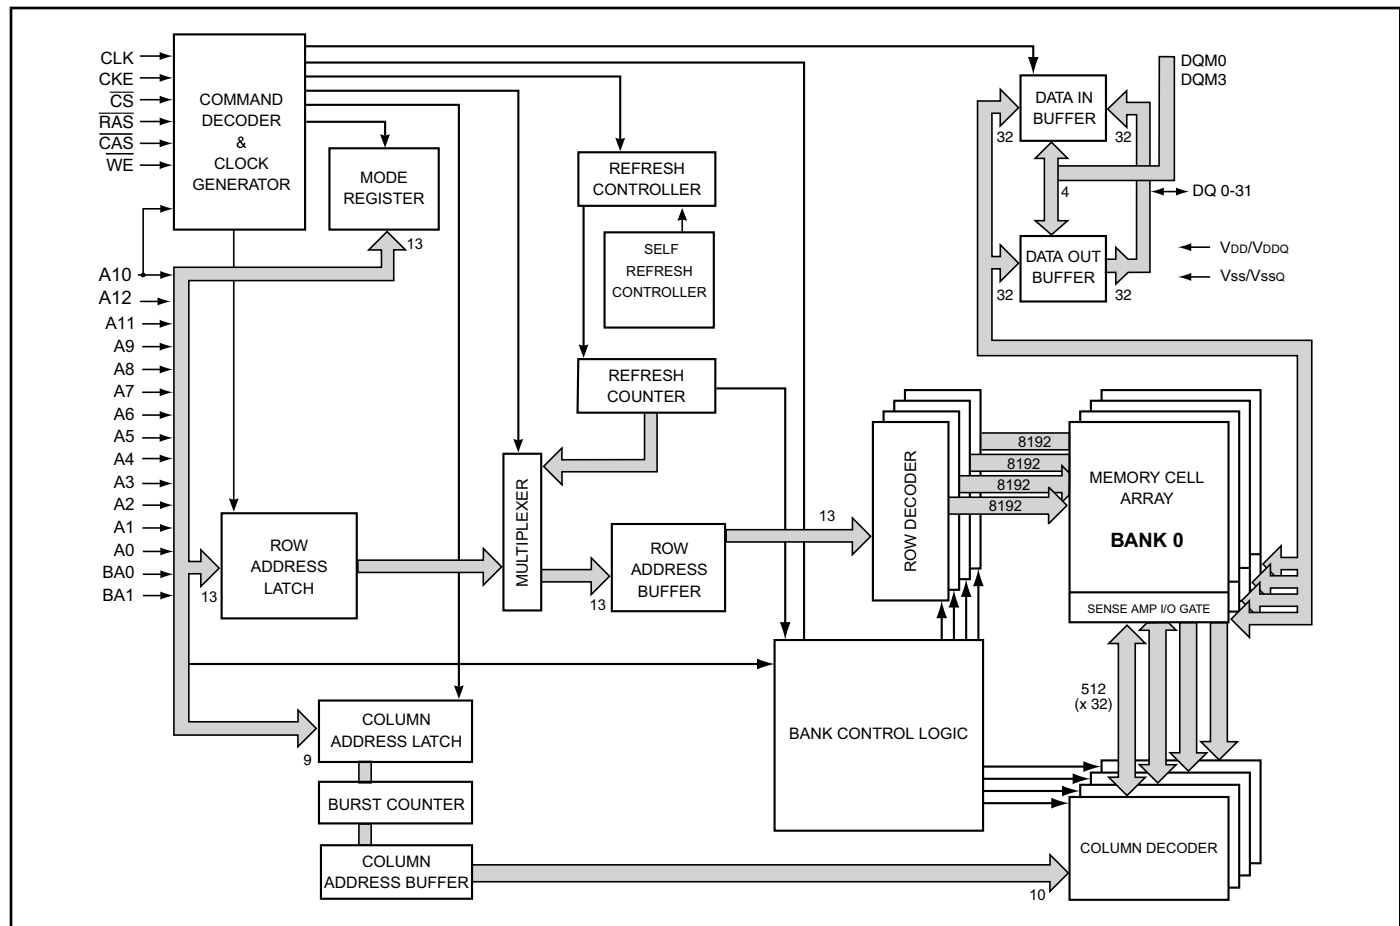 CLK
CKE
CS
RAS
CAS
WE
A10
A12
A11
A9
A8
A7
A6
A5
A4
A3
A2
A1
A0
BA0
BA1
COMMAND
DECODER
&
CLOCK
GENERATOR
MODE
REGISTER
13
REFRESH
CONTROLLER
SELF
REFRESH
CONTROLLER
REFRESH
COUNTER
DQM0
DQM3
DATA IN
BUFFER
32
32
4
DQ 0-31
DATA OUT
BUFFER
32
32
VDD/VDDQ
VSS/VSSQ
13
ROW
ADDRESS
LATCH
MULTIPLEXER
13
ROW
ADDRESS
BUFFER
13
ROW DECODER
8192
8192
8192
8192
MEMORY CELL
ARRAY
BANK 0
SENSE AMP I/O GATE
512
(x 32)
BANK CONTROL LOGIC
9
COLUMN
ADDRESS LATCH
BURST COUNTER
COLUMN
ADDRESS BUFFER
10
COLUMN DECODER